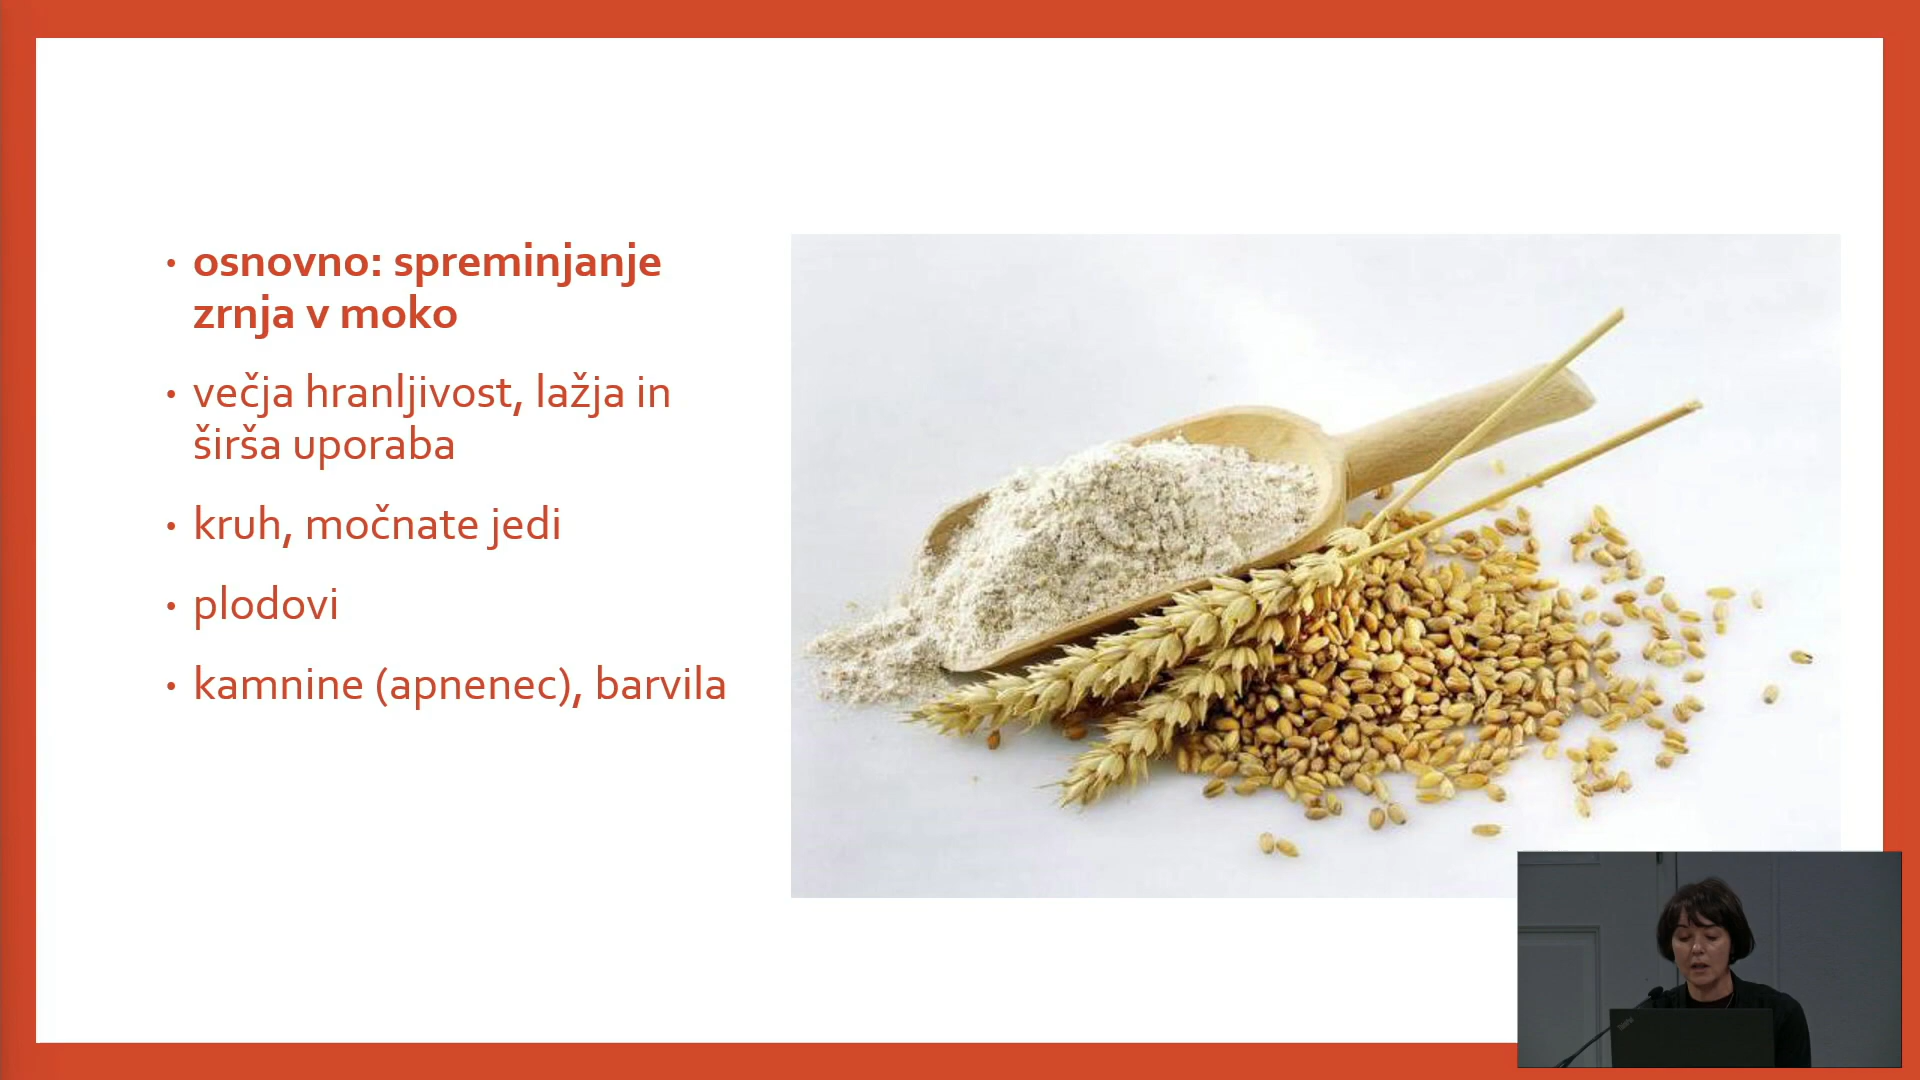 • osnovno: spreminjanje
zrnja v moko
• večja hranljivost, lažja in
širša uporaba
• kruh, močnate jedi
• plodovi
• kamnine (apnenec), barvila